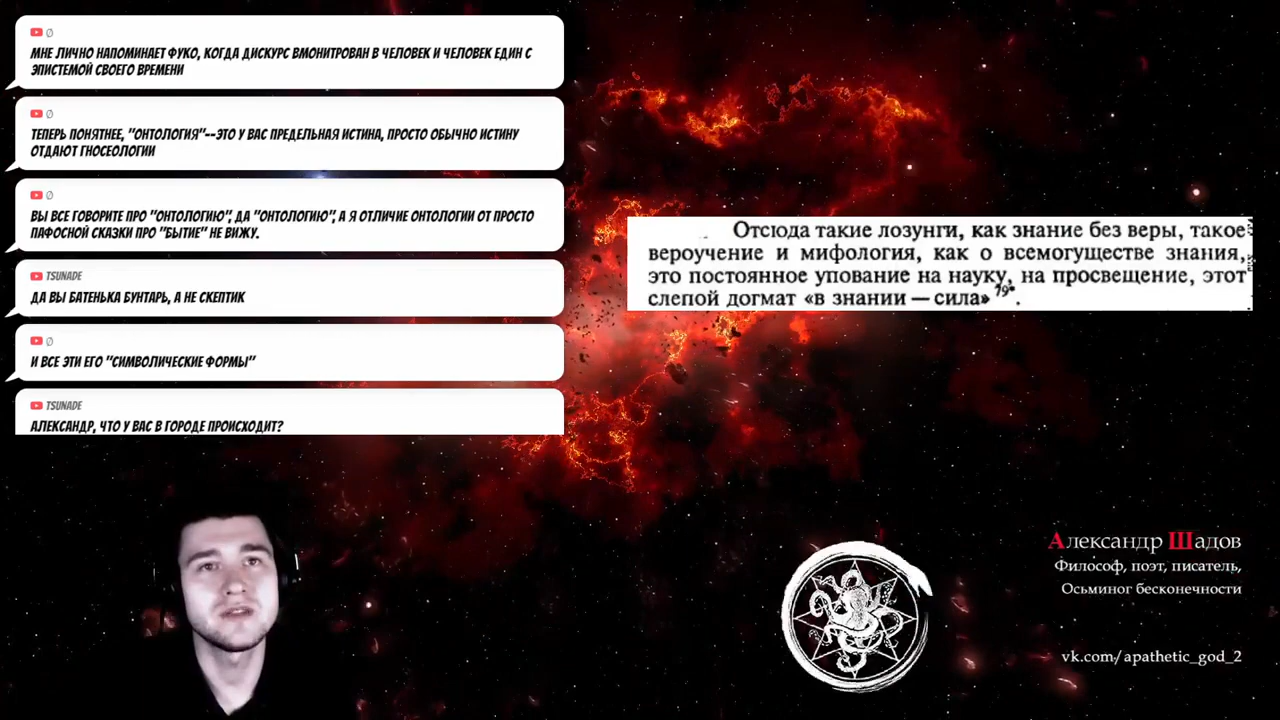 Ø
МНЕ ЛИЧНО НАПОМИНАЕТ ФУКО, КОГДА ДИСКУРС ВМОНИТРОВАН В ЧЕЛОВЕК И ЧЕЛОВЕК ЕДИН С
ЭПИСТЕМОЙ СВОЕГО ВРЕМЕНИ
Ø
ТЕПЕРЬ ПОНЯТНЕЕ, "ОНТОЛОГИЯ"--ЭТО У ВАС ПРЕДЕЛЬНАЯ ИСТИНА, ПРОСТО ОБЫЧНО ИСТИНУ
ОТДАЮТ ГНОСЕОЛОГИИ
Ø
ВЫ ВСЕ ГОВОРИТЕ ПРО "ОНТОЛОГИЮ", ДА "ОНТОЛОГИЮ", А Я ОТЛИЧИЕ ОНТОЛОГИИ ОТ ПРОСТО
ПАФОСНОЙ СКАЗКИ ПРО "БЫТИЕ" НЕ ВИЖУ.
TSUNADE
ДА ВЫ БАТЕНЬКА БУНТАРЬ, А НЕ СКЕПТИК
Ø
И ВСЕ ЭТИ ЕГО "СИМВОЛИЧЕСКИЕ ФОРМЫ"
TSUNADE
АЛЕКСАНДР, ЧТО У ВАС В ГОРОДЕ ПРОИСХОДИТ?
Отсюда такие лозунги, как знание без веры, такое
вероучение и мифология, как о всемогуществе знания,
это постоянное упование на науку, на просвещение, этот
слепой догмат «в знании — сила» 79*.
Александр Шадов
Философ, поэт, писатель,
Осьминог бесконечности
vk.com/apathetic_god_2